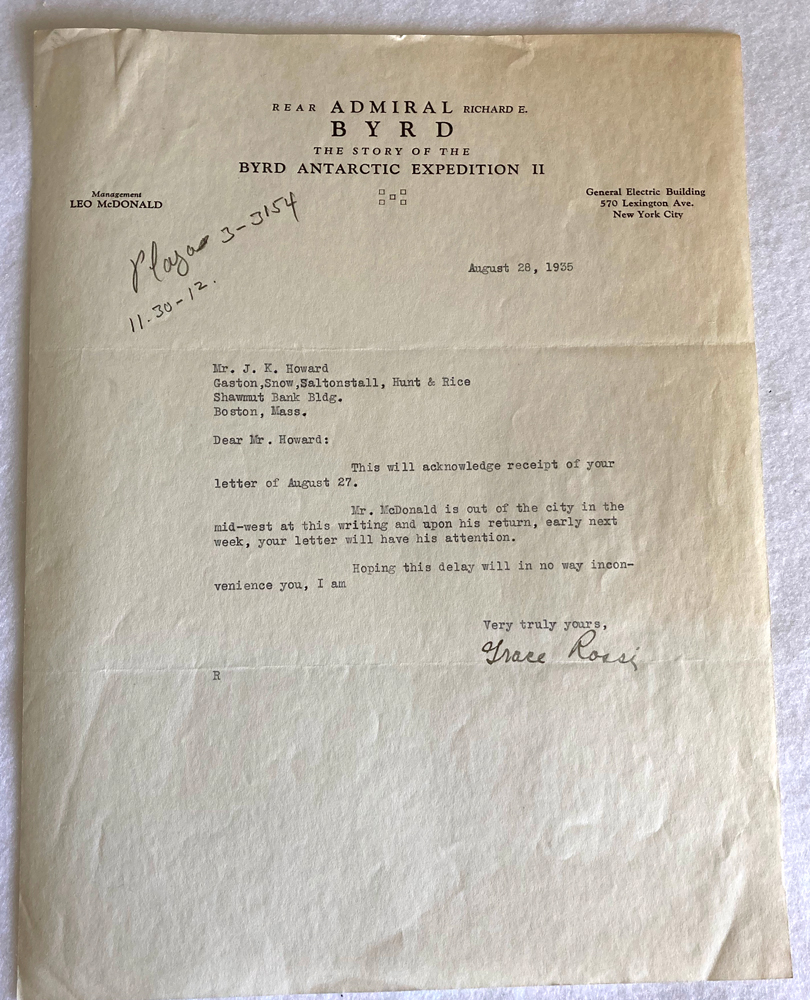 REAR ADMIRAL RICHARD E.
BYRD
THE STORY OF THE
BYRD ANTARCTIC EXPEDITION II
Management
LEO McDONALD
General Electric Building
570 Lexington Ave.
New York City
Plaza 3-3154
11.30-12.
August 28, 1935
Mr. J. K. Howard
Gaston,Snow,Saltonstall, Hunt & Rice
Shawmut Bank Bldg.
Boston, Mass.
Dear Mr. Howard:
This will acknowledge receipt of your
letter of August 27.
Mr. McDonald is out of the city in the
mid-west at this writing and upon his return, early next
week, your letter will have his attention.
Hoping this delay will in no way incon-
venience you, I am
Very truly yours,
Grace Rossi
R